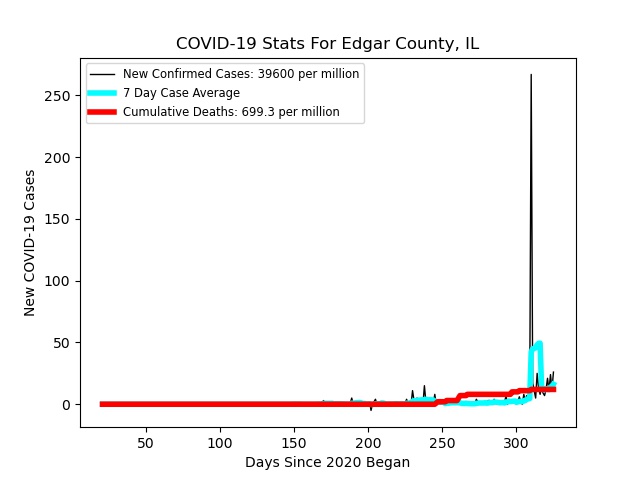 COVID-19 Stats For Edgar County, IL
New Confirmed Cases: 39600 per million
7 Day Case Average
Cumulative Deaths: 699.3 per million
New COVID-19 Cases
250
200
150
100
50
0
50
100
150
200
250
300
Days Since 2020 Began